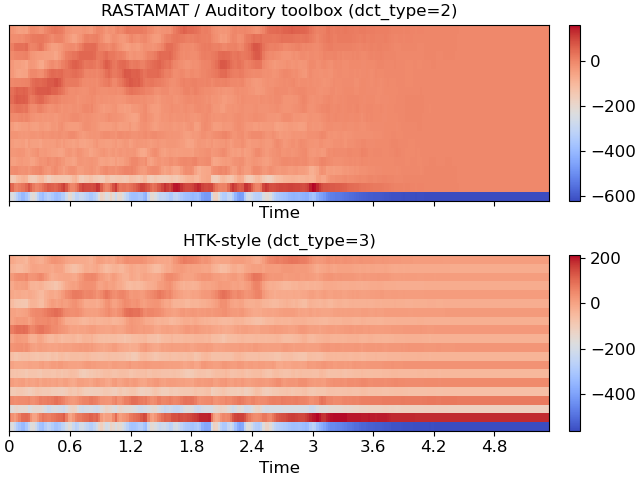 RASTAMAT / Auditory toolbox (dct_type=2)
0
−200
−400
−600
Time
HTK-style (dct_type=3)
200
0
−200
−400
0 0.6 1.2 1.8 2.4 3 3.6 4.2 4.8
Time